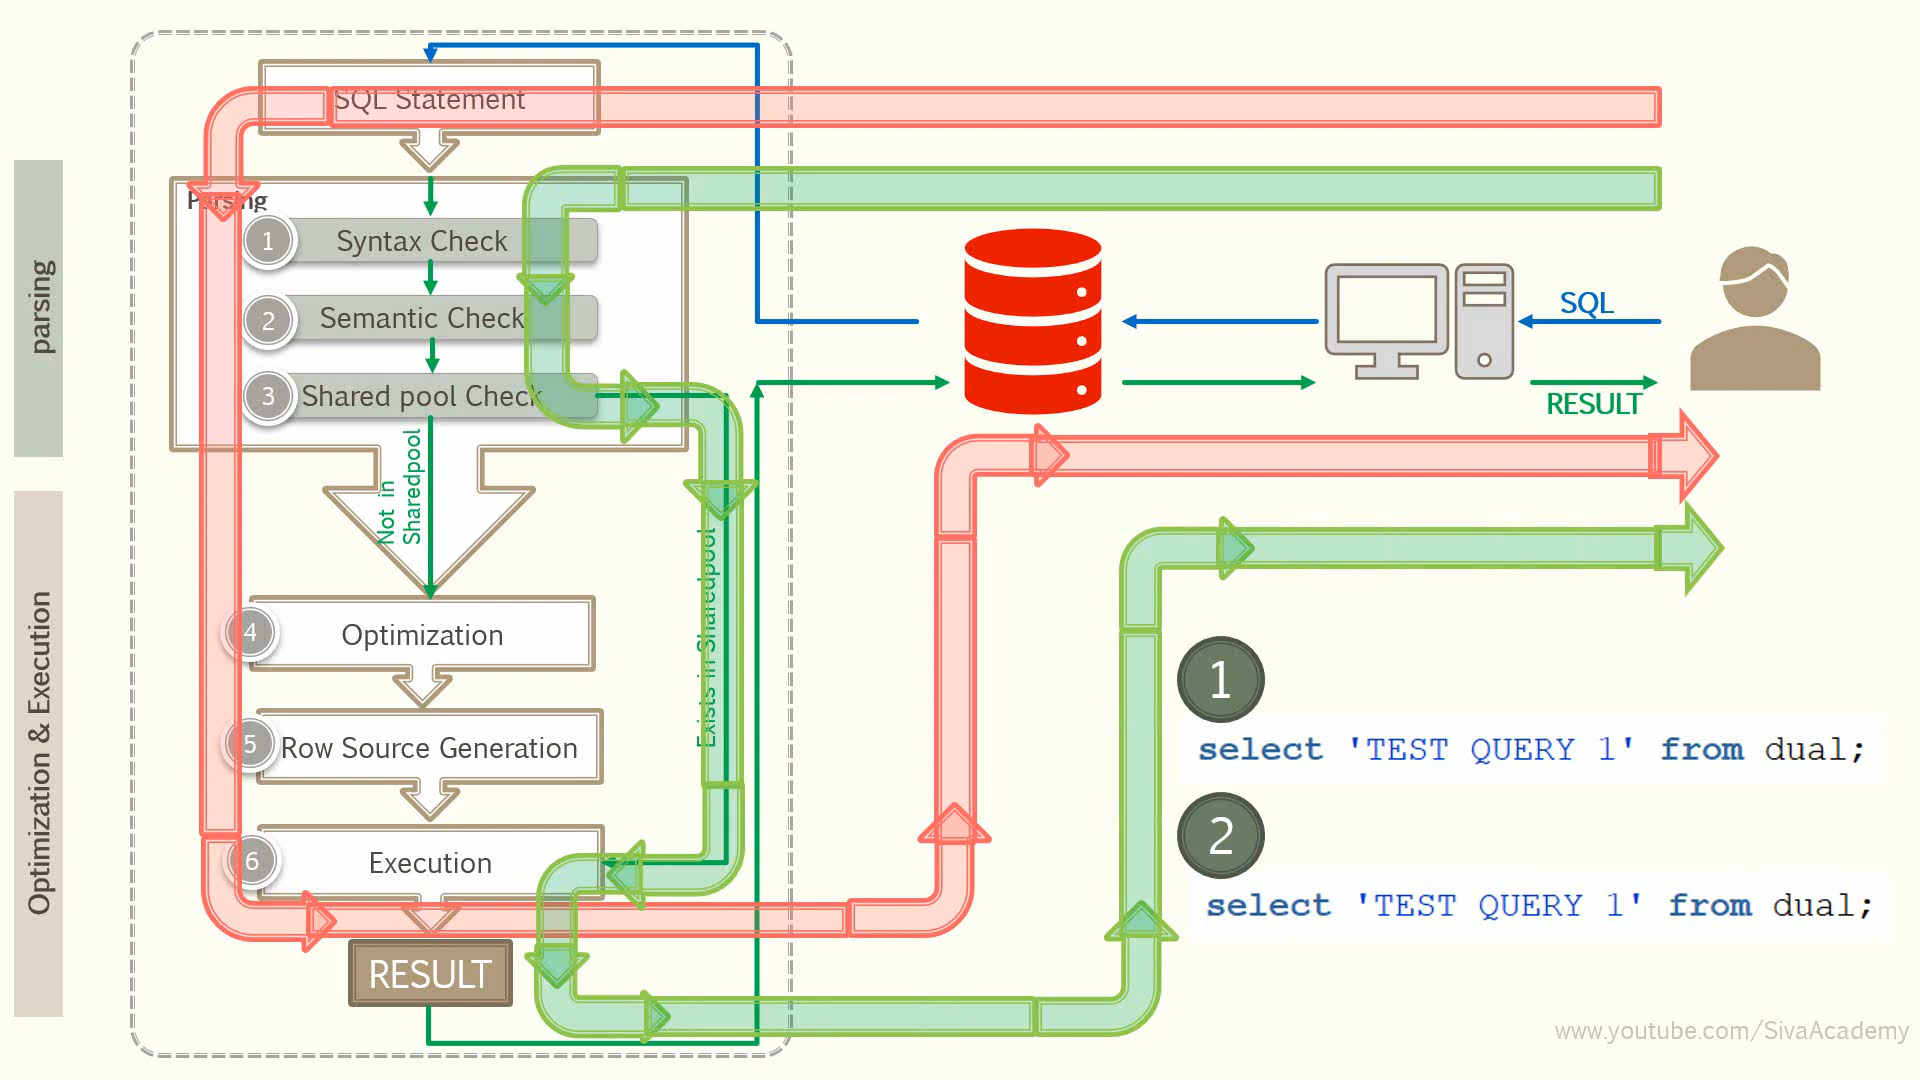 SQL Statement
Parsing
1
Syntax Check
2
Semantic Check
3
Shared pool Check
parsing
Not in
Sharedpool
Exists in Sharedpool
4
Optimization
5
Row Source Generation
6
Execution
Optimization & Execution
RESULT
SQL
RESULT
1
select 'TEST QUERY 1' from dual;
2
select 'TEST QUERY 1' from dual;
www.youtube.com/SivaAcademy